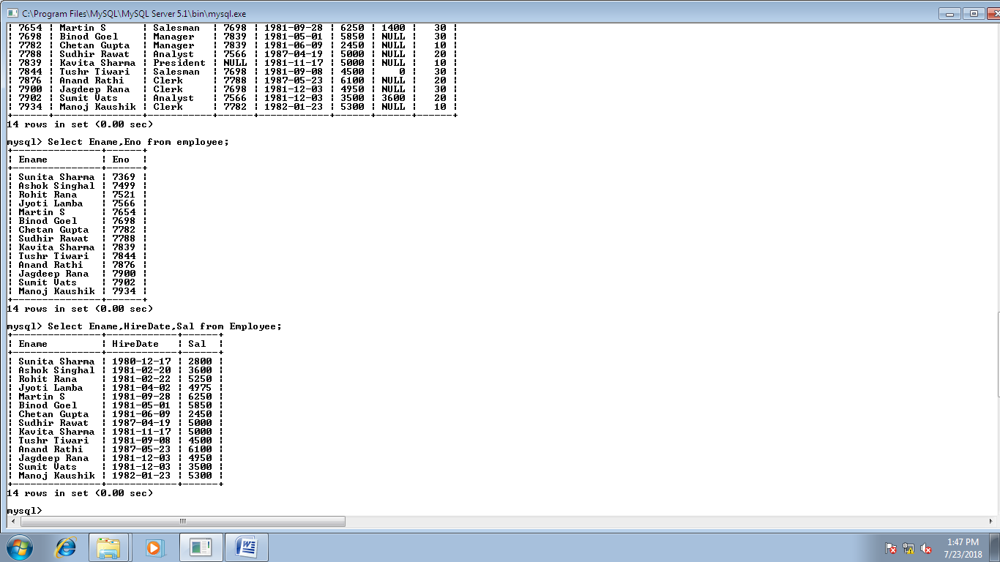 C:\Program Files\MySQL\MySQL Server 5.1\bin\mysql.exe
| 7654 | Martin S      | Salesman  | 7698 | 1981-09-28 | 6250 | 1400 |   30 |
| 7698 | Binod Goel    | Manager   | 7839 | 1981-05-01 | 5850 | NULL |   30 |
| 7782 | Chetan Gupta  | Manager   | 7839 | 1981-06-09 | 2450 | NULL |   10 |
| 7788 | Sudhir Rawat  | Analyst   | 7566 | 1987-04-19 | 5000 | NULL |   20 |
| 7839 | Kavita Sharma | President | NULL | 1981-11-17 | 5000 | NULL |   10 |
| 7844 | Tushr Tiwari  | Salesman  | 7698 | 1981-09-08 | 4500 |    0 |   30 |
| 7876 | Anand Rathi   | Clerk     | 7788 | 1987-05-23 | 6100 | NULL |   20 |
| 7900 | Jagdeep Rana  | Clerk     | 7698 | 1981-12-03 | 4950 | NULL |   30 |
| 7902 | Sumit Vats    | Analyst   | 7566 | 1981-12-03 | 3500 | 3600 |   20 |
| 7934 | Manoj Kaushik | Clerk     | 7782 | 1982-01-23 | 5300 | NULL |   10 |
+------+---------------+-----------+------+------------+------+------+------+
14 rows in set (0.00 sec)
mysql> Select Ename,Eno from employee;
+---------------+------+
| Ename         | Eno  |
+---------------+------+
| Sunita Sharma | 7369 |
| Ashok Singhal | 7499 |
| Rohit Rana    | 7521 |
| Jyoti Lamba   | 7566 |
| Martin S      | 7654 |
| Binod Goel    | 7698 |
| Chetan Gupta  | 7782 |
| Sudhir Rawat  | 7788 |
| Kavita Sharma | 7839 |
| Tushr Tiwari  | 7844 |
| Anand Rathi   | 7876 |
| Jagdeep Rana  | 7900 |
| Sumit Vats    | 7902 |
| Manoj Kaushik | 7934 |
+---------------+------+
14 rows in set (0.00 sec)
mysql> Select Ename,HireDate,Sal from Employee;
+---------------+------------+------+
| Ename         | HireDate   | Sal  |
+---------------+------------+------+
| Sunita Sharma | 1980-12-17 | 2800 |
| Ashok Singhal | 1981-02-20 | 3600 |
| Rohit Rana    | 1981-02-22 | 5250 |
| Jyoti Lamba   | 1981-04-02 | 4975 |
| Martin S      | 1981-09-28 | 6250 |
| Binod Goel    | 1981-05-01 | 5850 |
| Chetan Gupta  | 1981-06-09 | 2450 |
| Sudhir Rawat  | 1987-04-19 | 5000 |
| Kavita Sharma | 1981-11-17 | 5000 |
| Tushr Tiwari  | 1981-09-08 | 4500 |
| Anand Rathi   | 1987-05-23 | 6100 |
| Jagdeep Rana  | 1981-12-03 | 4950 |
| Sumit Vats    | 1981-12-03 | 3500 |
| Manoj Kaushik | 1982-01-23 | 5300 |
+---------------+------------+------+
14 rows in set (0.00 sec)
mysql>
1:47 PM
7/23/2018